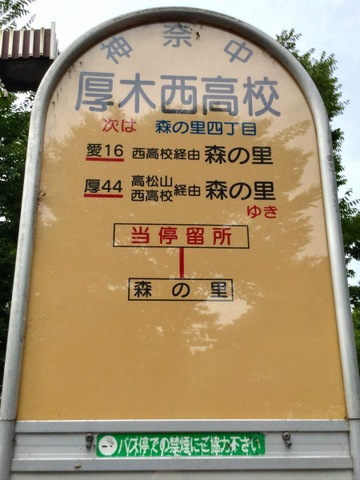 神奈中
厚木西高校
次は 森の里四丁目
愛16 西高校経由 森の里
厚44 高松山 西高校 経由 森の里
ゆき
当停留所
森の里
バス停での禁煙にご協力下さい